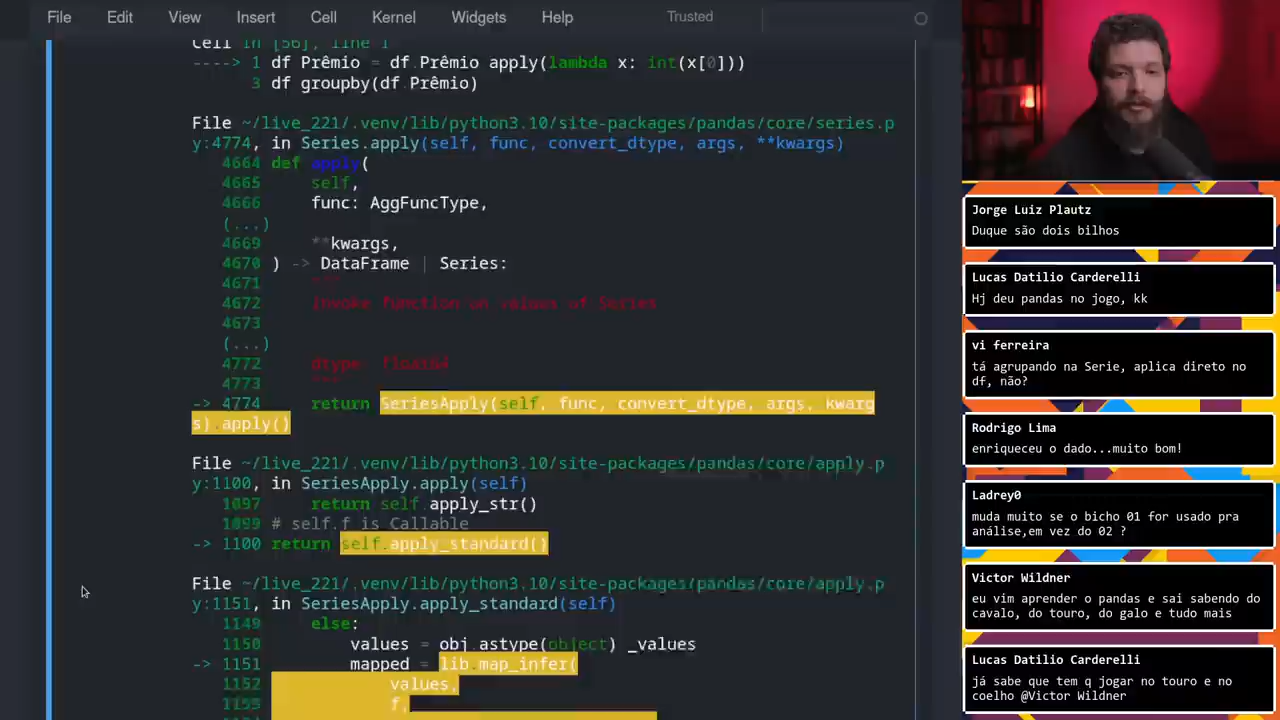 File Edit View Insert Cell Kernel Widgets Help Trusted
Cell In [56], line 1
----> 1 df Prêmio = df.Prêmio apply(lambda x: int(x[0]))
3 df groupby(df.Prêmio)
File ~/live_221/.venv/lib/python3.10/site-packages/pandas/core/series.p
y:4774, in Series.apply(self, func, convert_dtype, args, **kwargs)
4664 def apply(
4665 self,
4666 func: AggFuncType,
(...)
4669 **kwargs,
4670 ) -> DataFrame | Series:
4671 """
4672 Invoke function on values of Series
4673
(...)
4772 dtype: float64
4773 """
-> 4774 return SeriesApply(self, func, convert_dtype, args, kwarg
s).apply()
File ~/live_221/.venv/lib/python3.10/site-packages/pandas/core/apply.p
y:1100, in SeriesApply.apply(self)
1097 return self.apply_str()
1099 # self.f is Callable
-> 1100 return self.apply_standard()
File ~/live_221/.venv/lib/python3.10/site-packages/pandas/core/apply.p
y:1151, in SeriesApply.apply_standard(self)
1149 else:
1150 values = obj.astype(object)._values
-> 1151 mapped = lib.map_infer(
1152 values,
1153 f,
Jorge Luiz Plautz
Duque são dois bilhos
Lucas Datilio Carderelli
Hj deu pandas no jogo, kk
vi ferreira
tá agrupando na Serie, aplica direto no
df, não?
Rodrigo Lima
enriqueceu o dado...muito bom!
Ladrey0
muda muito se o bicho 01 for usado pra
análise,em vez do 02 ?
Victor Wildner
eu vim aprender o pandas e sai sabendo do
cavalo, do touro, do galo e tudo mais
Lucas Datilio Carderelli
já sabe que tem q jogar no touro e no
coelho @Victor Wildner